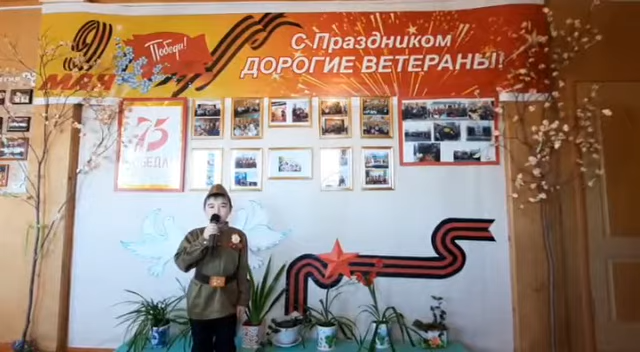 9
МАЯ
Победа!
С Праздником
ДОРОГИЕ ВЕТЕРАНЫ!
75
ПОБЕДА!